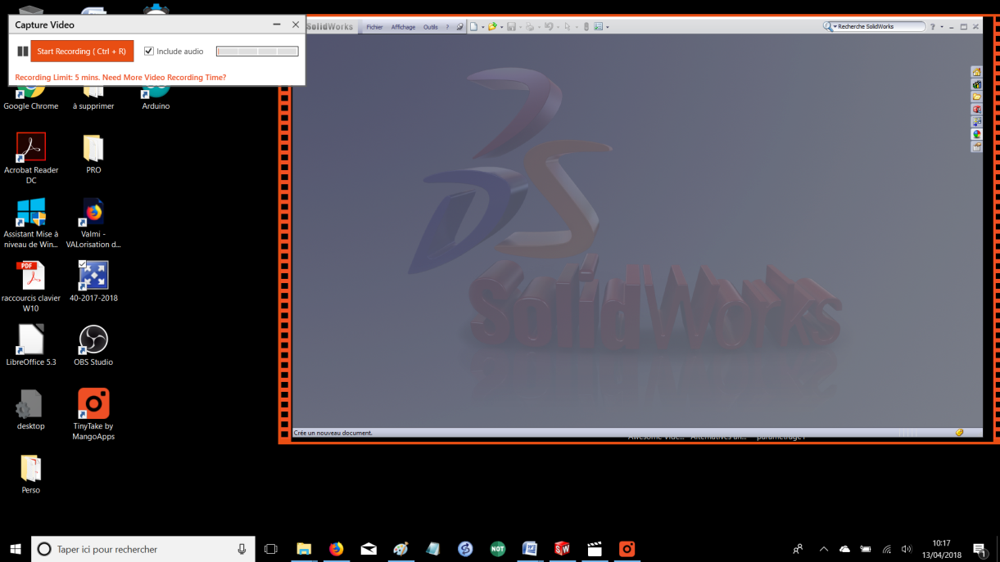 Capture Video
Start Recording ( Ctrl + R)
Include audio
Recording Limit: 5 mins. Need More Video Recording Time?
SolidWorks
Fichier Affichage Outils ?
Recherche SolidWorks
?
Google Chrome
à supprimer
Arduino
Acrobat Reader
DC
PRO
Assistant Mise à
niveau de Win...
Valmi -
VALorisation d...
PDF
raccourcis clavier
W10
40-2017-2018
LibreOffice 5.3
OBS Studio
desktop
TinyTake by
MangoApps
Perso
SolidWorks
Crée un nouveau document.
Awesome Vide... Alternatives an... paramétrage1
Taper ici pour rechercher
NOT
W
SW
10:17
13/04/2018
1